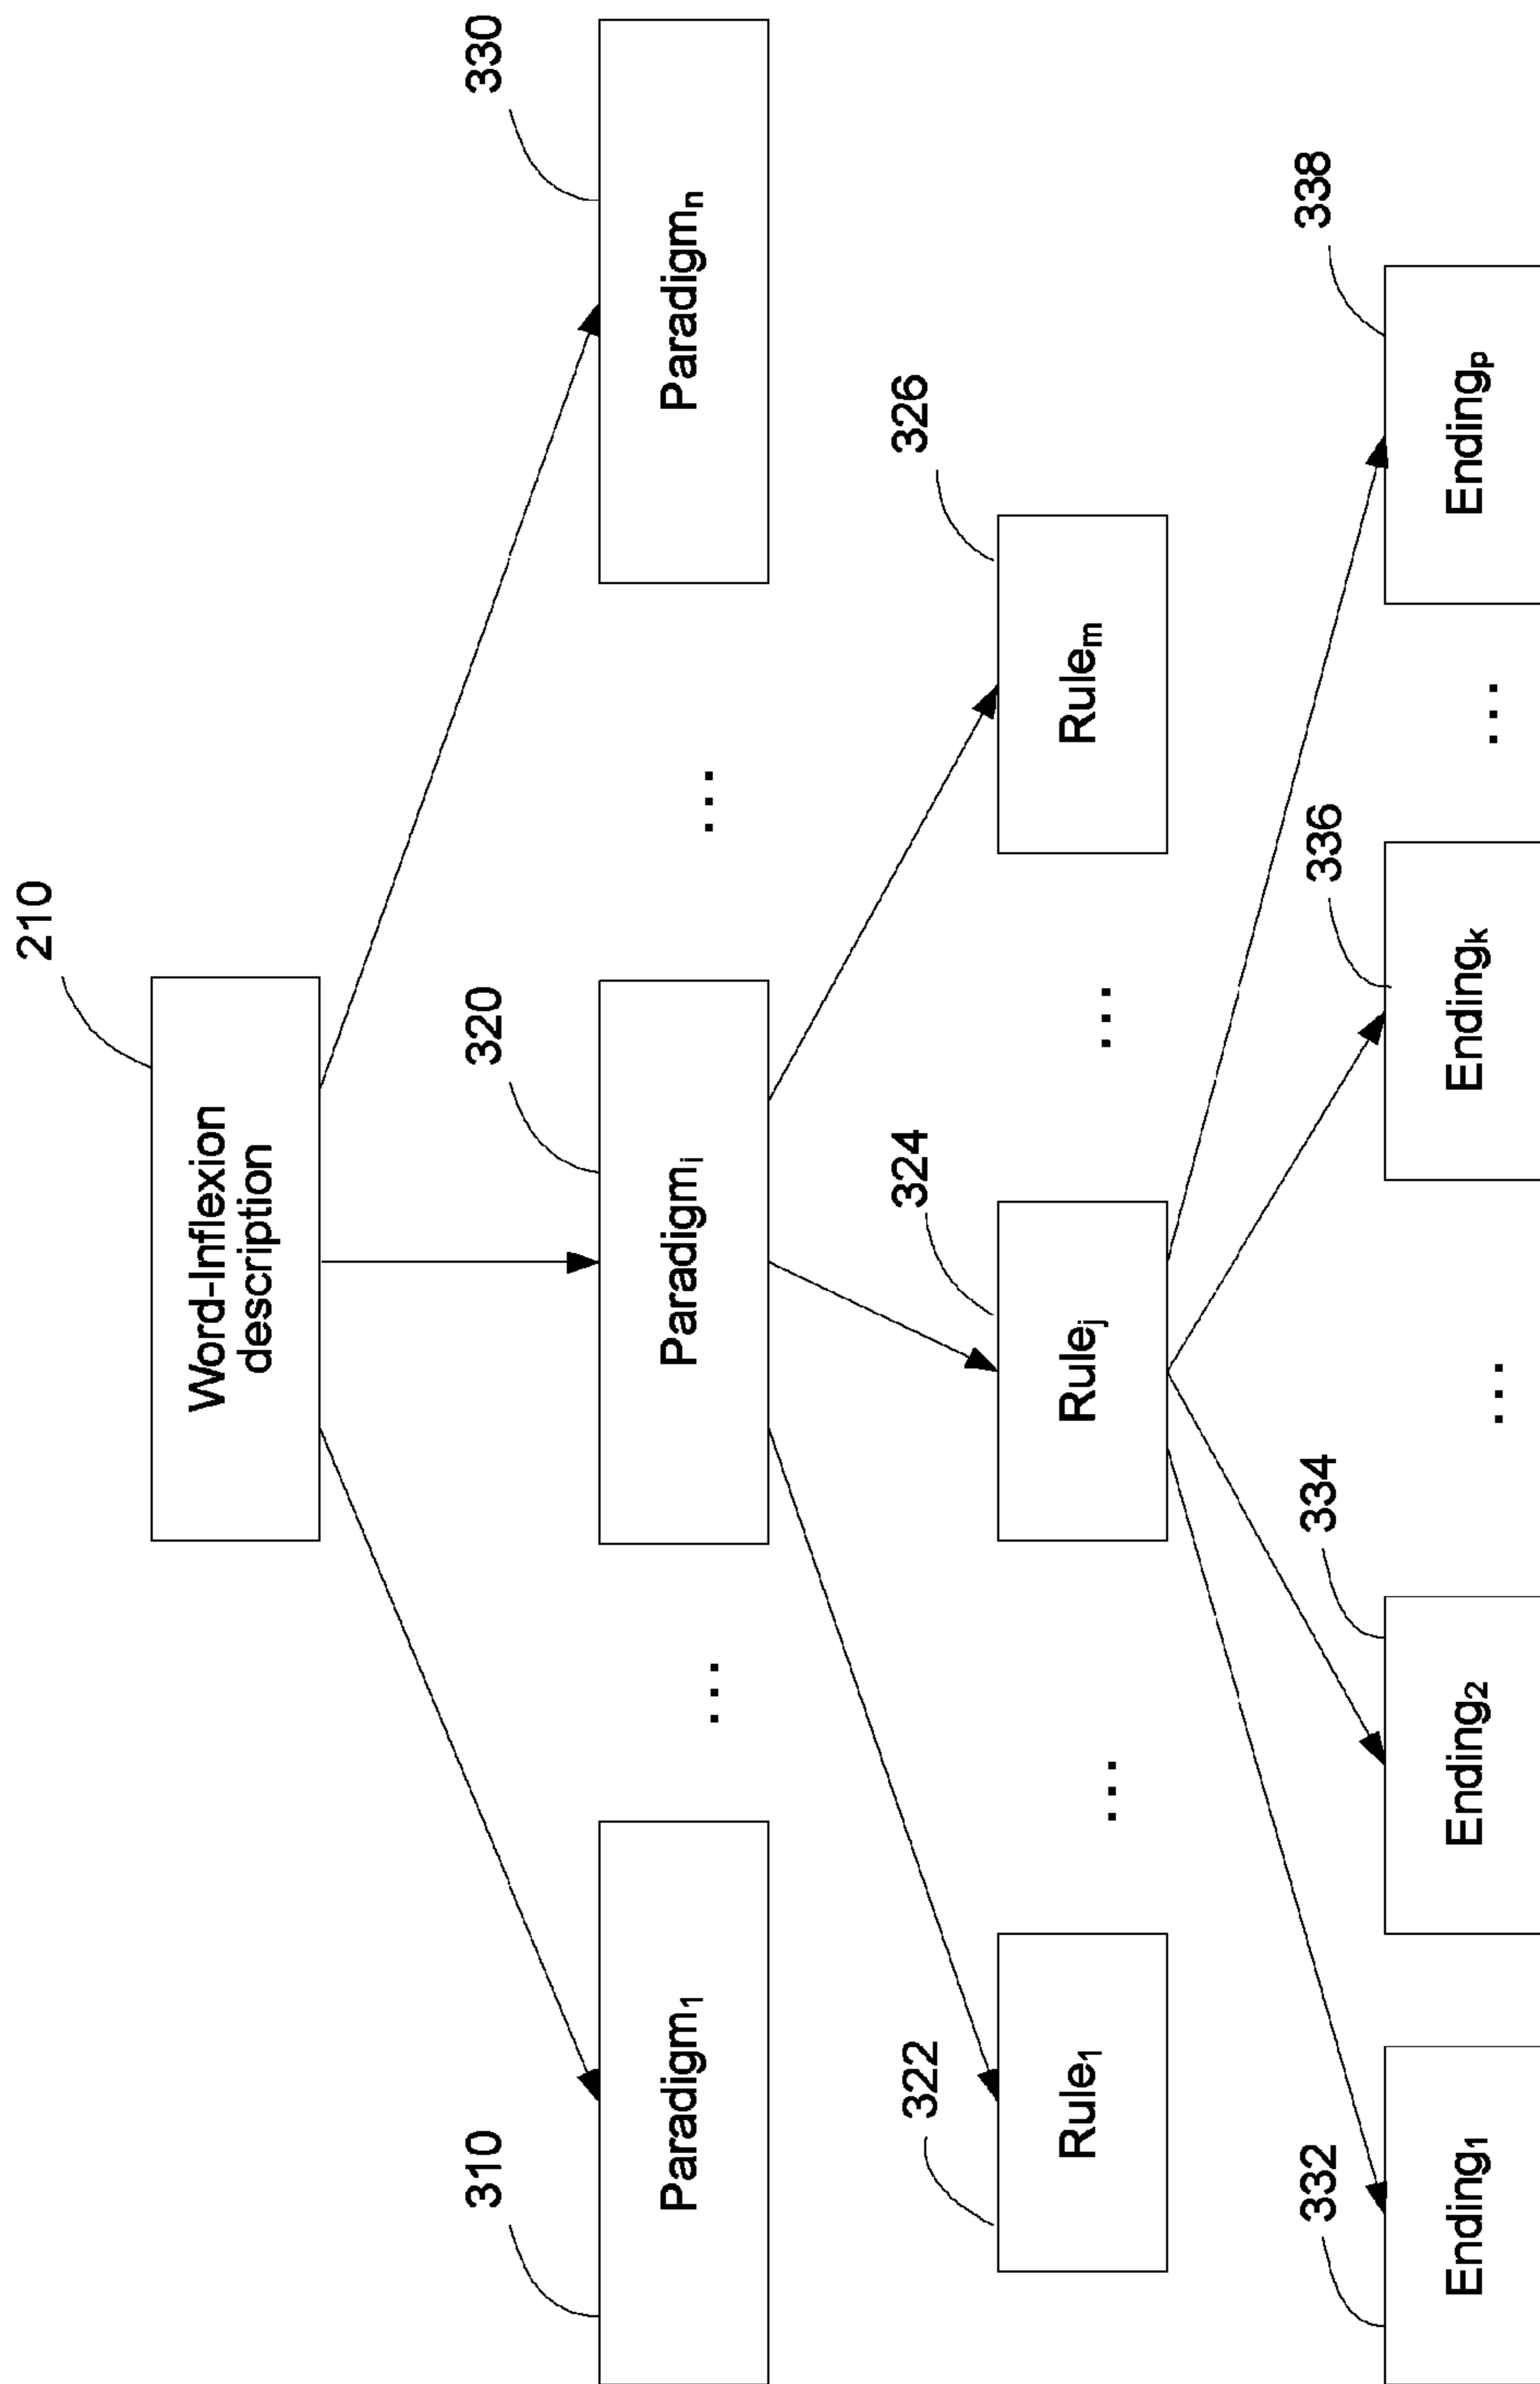 210
Word-Inflexion
description
310
320
330
Paradigm₁
...
Paradigmᵢ
...
Paradigmₙ
322
324
326
Rule₁
...
Ruleⱼ
...
Ruleₘ
332
334
336
338
Ending₁
Ending₂
...
Endingₖ
...
Endingₚ